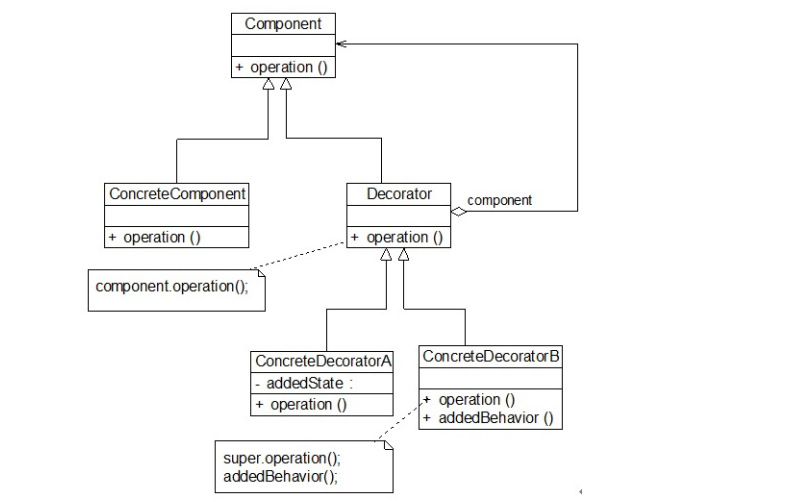 Component
+ operation ()
ConcreteComponent
+ operation ()
Decorator
+ operation ()
component
component.operation();
ConcreteDecoratorA
- addedState :
+ operation ()
ConcreteDecoratorB
+ operation ()
+ addedBehavior ()
super.operation();
addedBehavior();